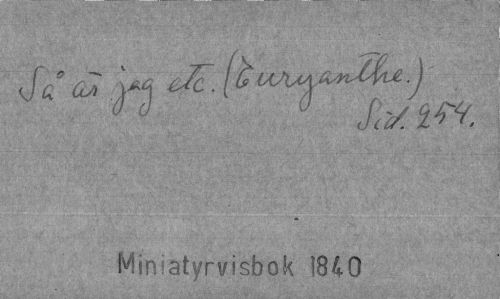 Så är jag etc. (Euryanthe.)
Sid. 254.
Miniatyrvisbok 1840